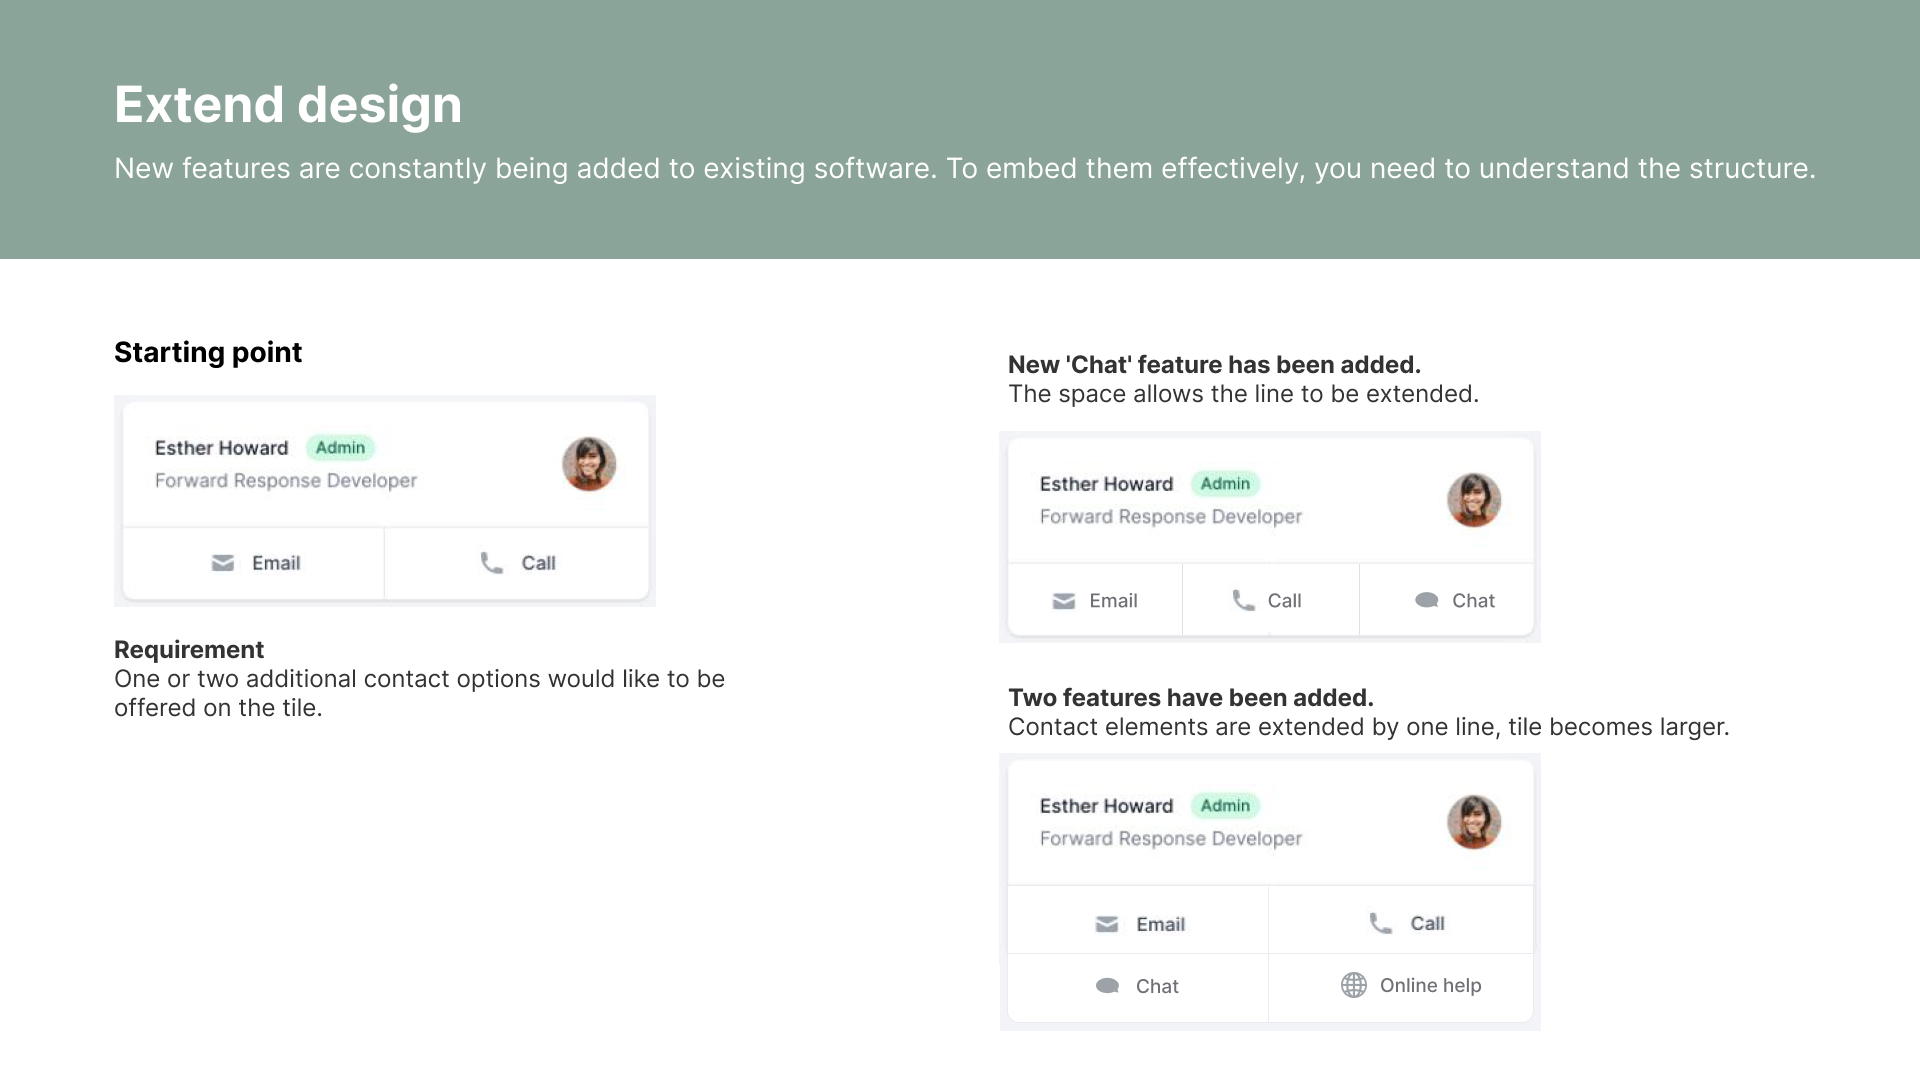 Extend design
New features are constantly being added to existing software. To embed them effectively, you need to understand the structure.
Starting point
Esther Howard Admin
Forward Response Developer
Email Call
Requirement
One or two additional contact options would like to be
offered on the tile.
New 'Chat' feature has been added.
The space allows the line to be extended.
Esther Howard Admin
Forward Response Developer
Email Call Chat
Two features have been added.
Contact elements are extended by one line, tile becomes larger.
Esther Howard Admin
Forward Response Developer
Email Call
Chat Online help